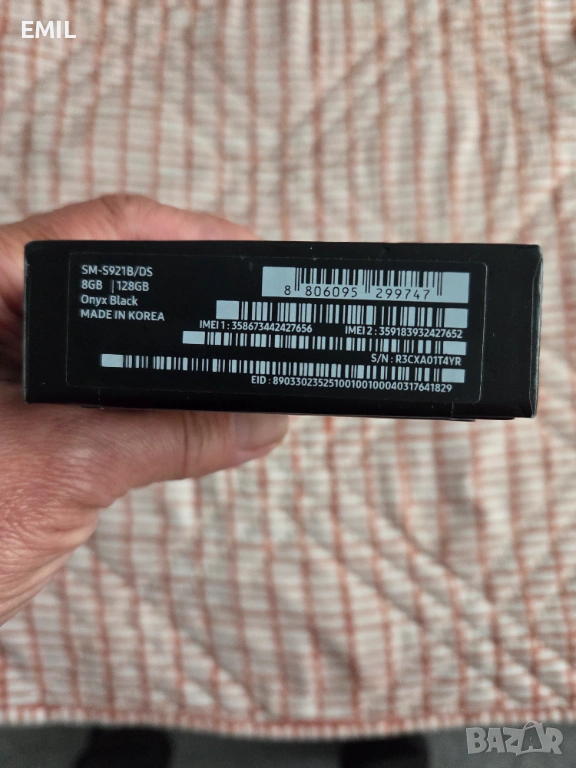 EMIL
SM-S921B/DS
8GB | 128GB
Onyx Black
MADE IN KOREA
8 806095 299747
IMEI 1 : 358673442427656 IMEI 2 : 359183932427652
S/N : R3CXA01T4YR
EID : 89033023525100100100040317641829
BAZAR